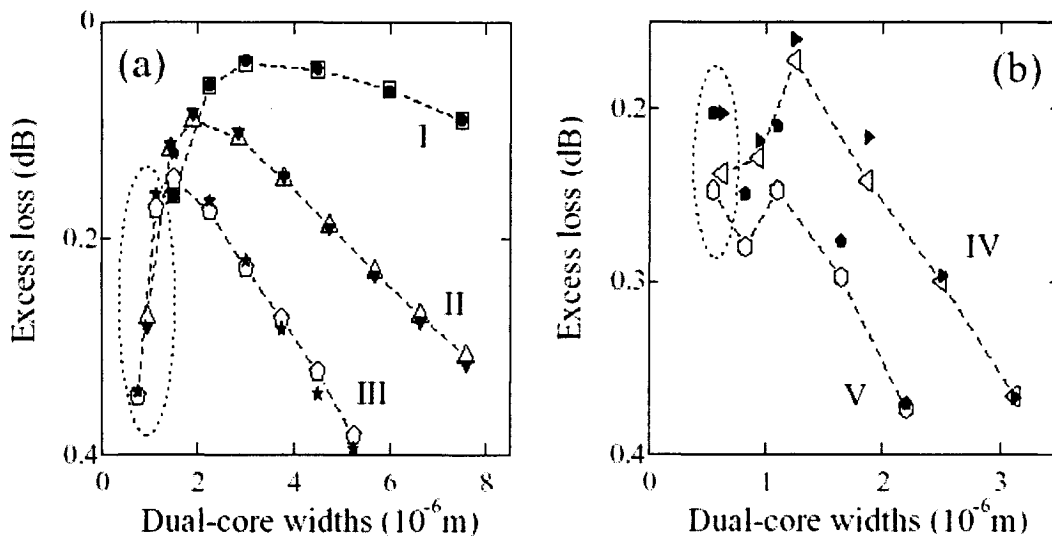 0
(a)
I
0.2
II
III
0.4
0 2 4 6 8
Excess loss (dB)
Dual-core widths (10⁻⁶m)
(b)
0.2
0.3
IV
V
0.4
0 1 2 3
Excess loss (dB)
Dual-core widths (10⁻⁶m)